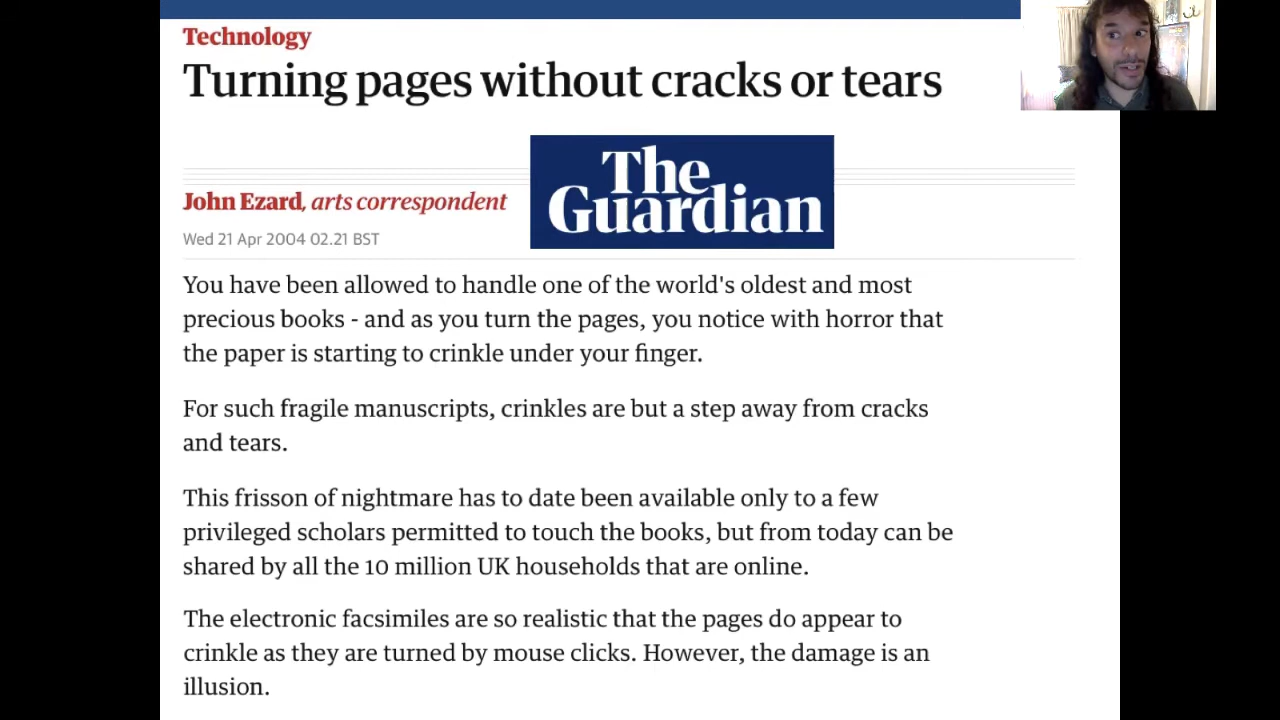 Technology
Turning pages without cracks or tears
The
Guardian
John Ezard, arts correspondent
Wed 21 Apr 2004 02.21 BST
You have been allowed to handle one of the world's oldest and most
precious books - and as you turn the pages, you notice with horror that
the paper is starting to crinkle under your finger.
For such fragile manuscripts, crinkles are but a step away from cracks
and tears.
This frisson of nightmare has to date been available only to a few
privileged scholars permitted to touch the books, but from today can be
shared by all the 10 million UK households that are online.
The electronic facsimiles are so realistic that the pages do appear to
crinkle as they are turned by mouse clicks. However, the damage is an
illusion.